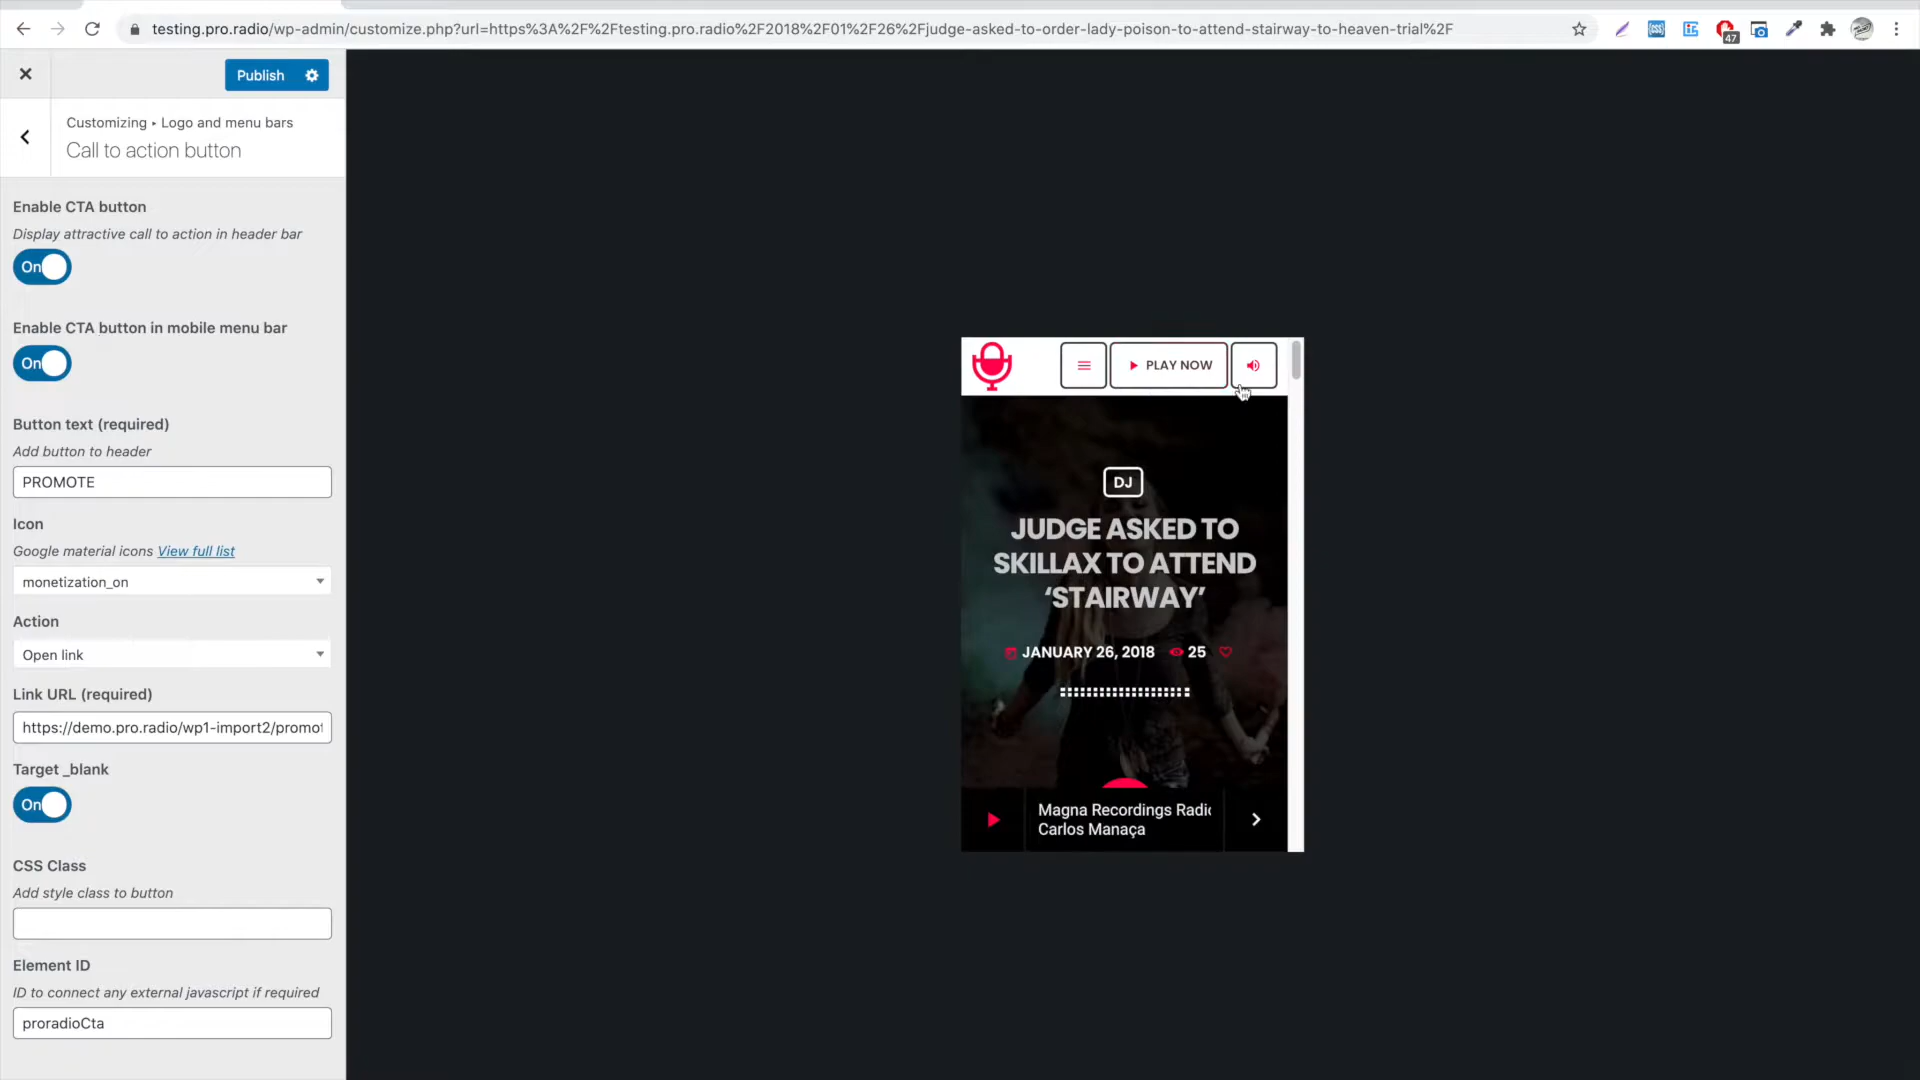 testing.pro.radio/wp-admin/customize.php?url=https%3A%2F%2Ftesting.pro.radio%2F2018%2F01%2F26%2Fjudge-asked-to-order-lady-poison-to-attend-stairway-to-heaven-trial%2F
47
Publish
Customizing ▸ Logo and menu bars
Call to action button
Enable CTA button
Display attractive call to action in header bar
On
Enable CTA button in mobile menu bar
On
Button text (required)
Add button to header
PROMOTE
Icon
Google material icons View full list
monetization_on
Action
Open link
Link URL (required)
https://demo.pro.radio/wp1-import2/promo
Target _blank
On
CSS Class
Add style class to button
Element ID
ID to connect any external javascript if required
proradioCta
PLAY NOW
DJ
JUDGE ASKED TO
SKILLAX TO ATTEND
‘STAIRWAY’
JANUARY 26, 2018 25
Magna Recordings Radio
Carlos Manaça